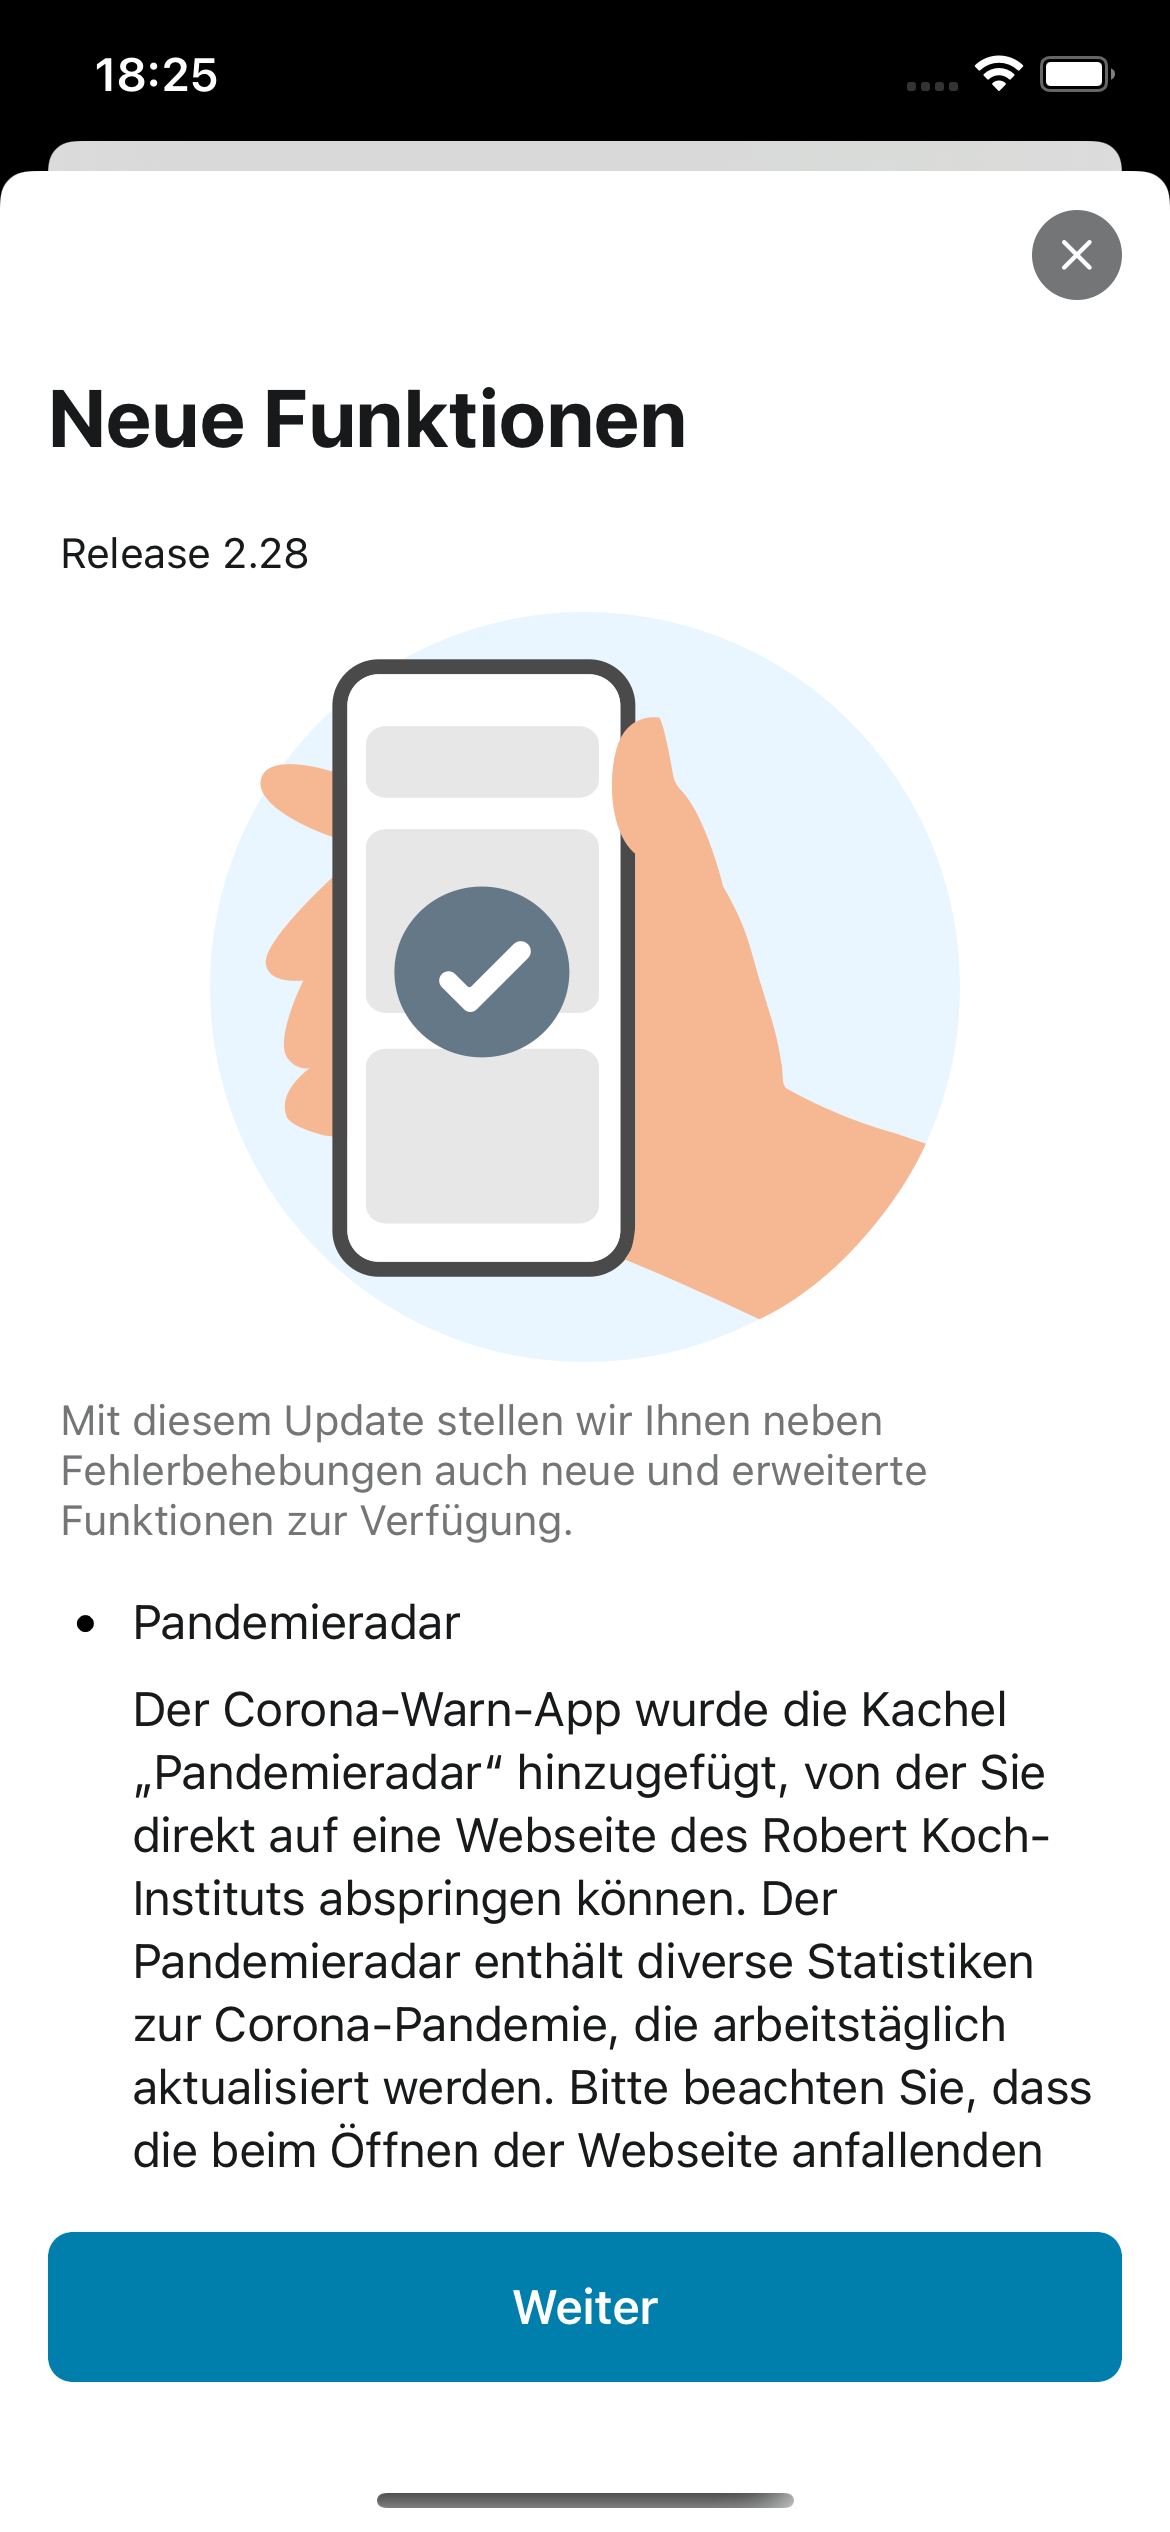 18:25
Neue Funktionen
Release 2.28
Mit diesem Update stellen wir Ihnen neben
Fehlerbehebungen auch neue und erweiterte
Funktionen zur Verfügung.
• Pandemieradar
Der Corona-Warn-App wurde die Kachel
„Pandemieradar“ hinzugefügt, von der Sie
direkt auf eine Webseite des Robert Koch-
Instituts abspringen können. Der
Pandemieradar enthält diverse Statistiken
zur Corona-Pandemie, die arbeitstäglich
aktualisiert werden. Bitte beachten Sie, dass
die beim Öffnen der Webseite anfallenden
Weiter